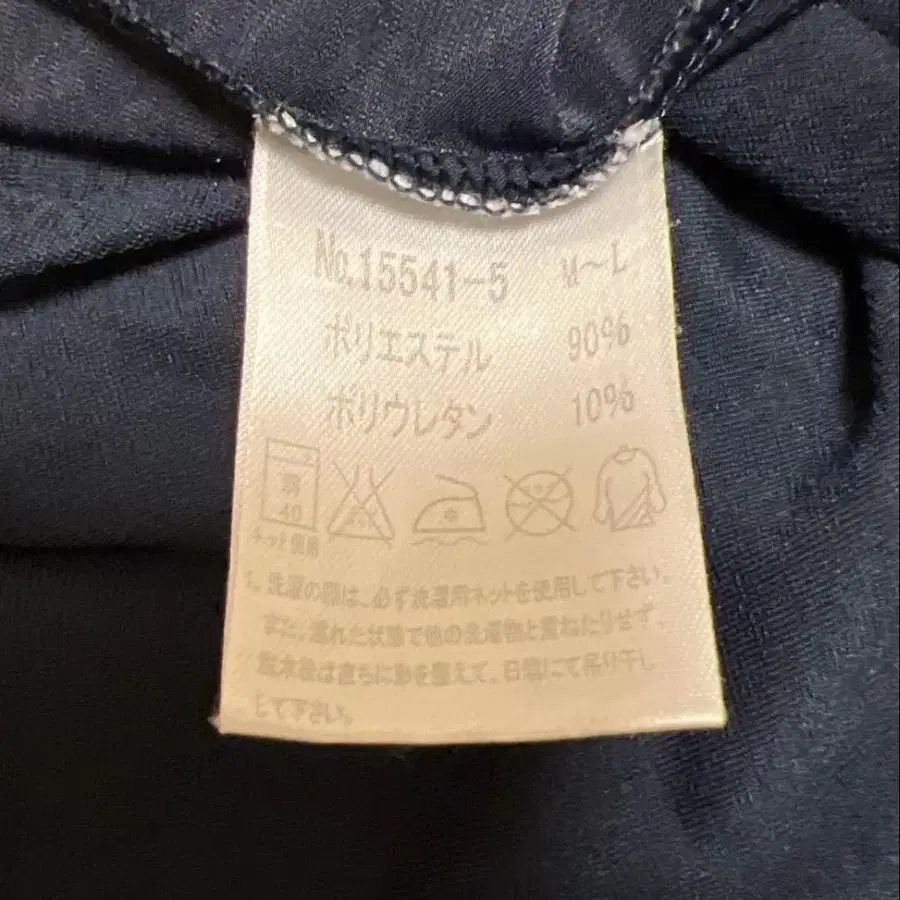 No.15541-5 M〜L
ポリエステル 90%
ポリウレタン 10%
弱
40
ネット使用
1、洗濯の際は、必ず洗濯用ネットを使用して下さい。
また、濡れた状態で他の洗濯物と重ねたりせず、
脱水後は直ちに形を整えて、日陰にて吊り干し
して下さい。